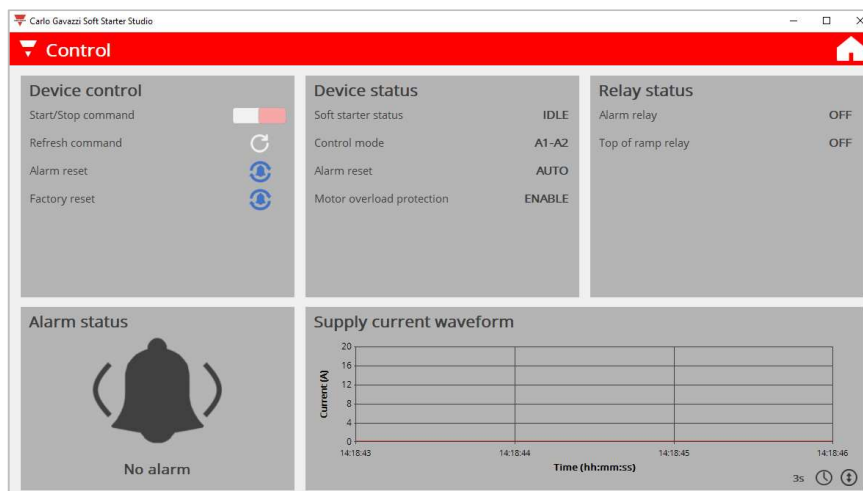 Carlo Gavazzi Soft Starter Studio
Control
Device control
Start/Stop command
Refresh command
Alarm reset
Factory reset
Device status
Soft starter status IDLE
Control mode A1-A2
Alarm reset AUTO
Motor overload protection ENABLE
Relay status
Alarm relay OFF
Top of ramp relay OFF
Alarm status
No alarm
Supply current waveform
Current (A)
20
16
12
8
4
0
14:18:43 14:18:44 14:18:45 14:18:46
Time (hh:mm:ss)
3s